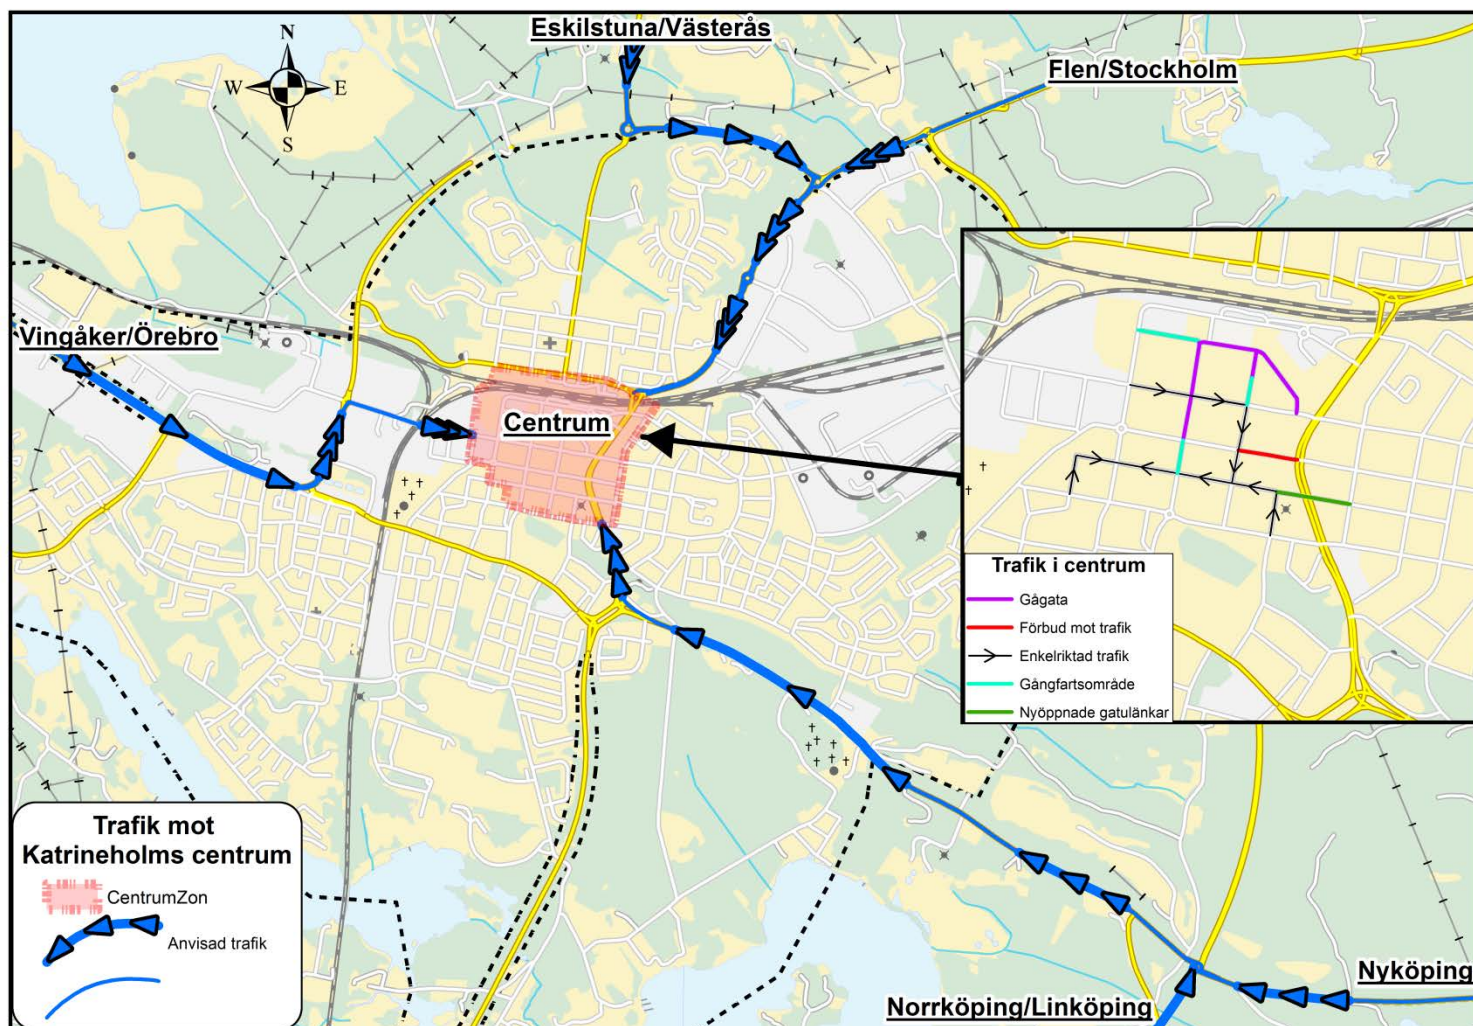 Eskilstuna/Västerås
N
W
E
S
Flen/Stockholm
Vingåker/Örebro
Centrum
Trafik i centrum
Gågata
Förbud mot trafik
Enkelriktad trafik
Gångfartsområde
Nyöppnade gatulänkar
Trafik mot
Katrineholms centrum
CentrumZon
Anvisad trafik
Nyköping
Norrköping/Linköping